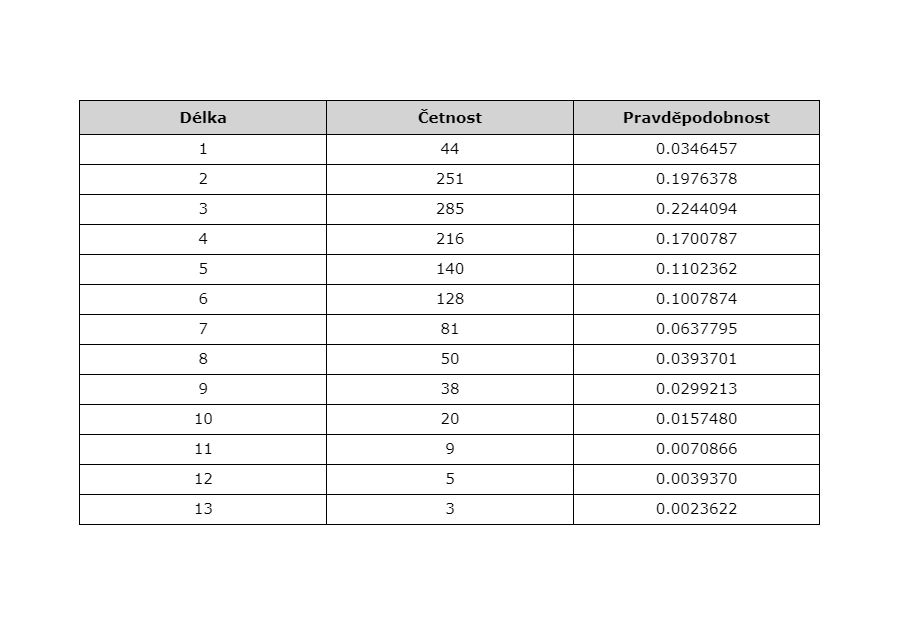 Délka Četnost Pravděpodobnost
1 44 0.0346457
2 251 0.1976378
3 285 0.2244094
4 216 0.1700787
5 140 0.1102362
6 128 0.1007874
7 81 0.0637795
8 50 0.0393701
9 38 0.0299213
10 20 0.0157480
11 9 0.0070866
12 5 0.0039370
13 3 0.0023622